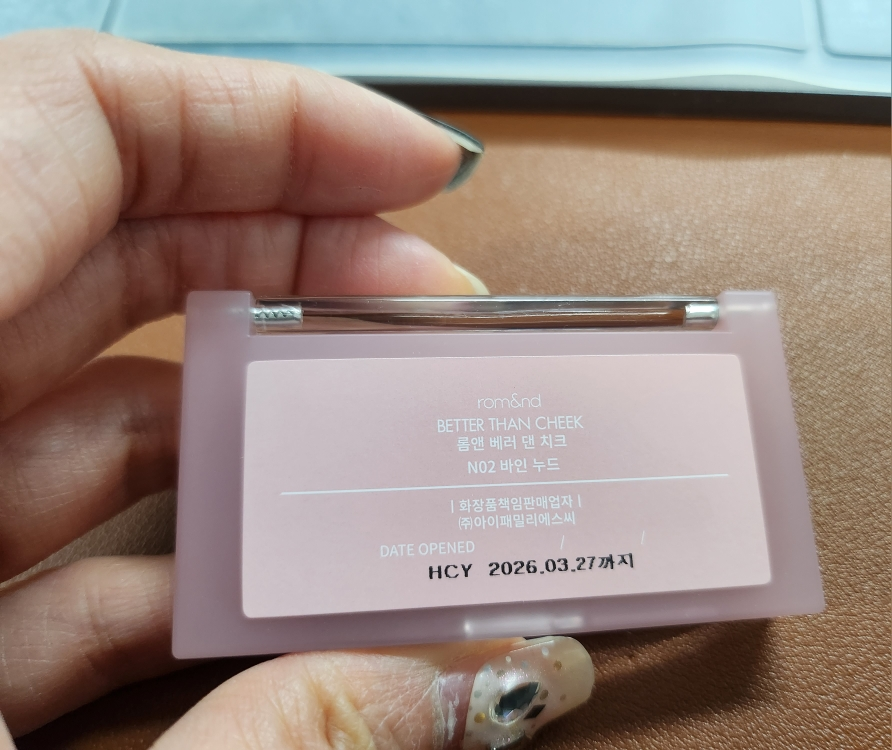 rom&nd
BETTER THAN CHEEK
롬앤 베러 댄 치크
N02 바인 누드
| 화장품책임판매업자 |
㈜아이패밀리에스씨
DATE OPENED / /
HCY 2026.03.27까지